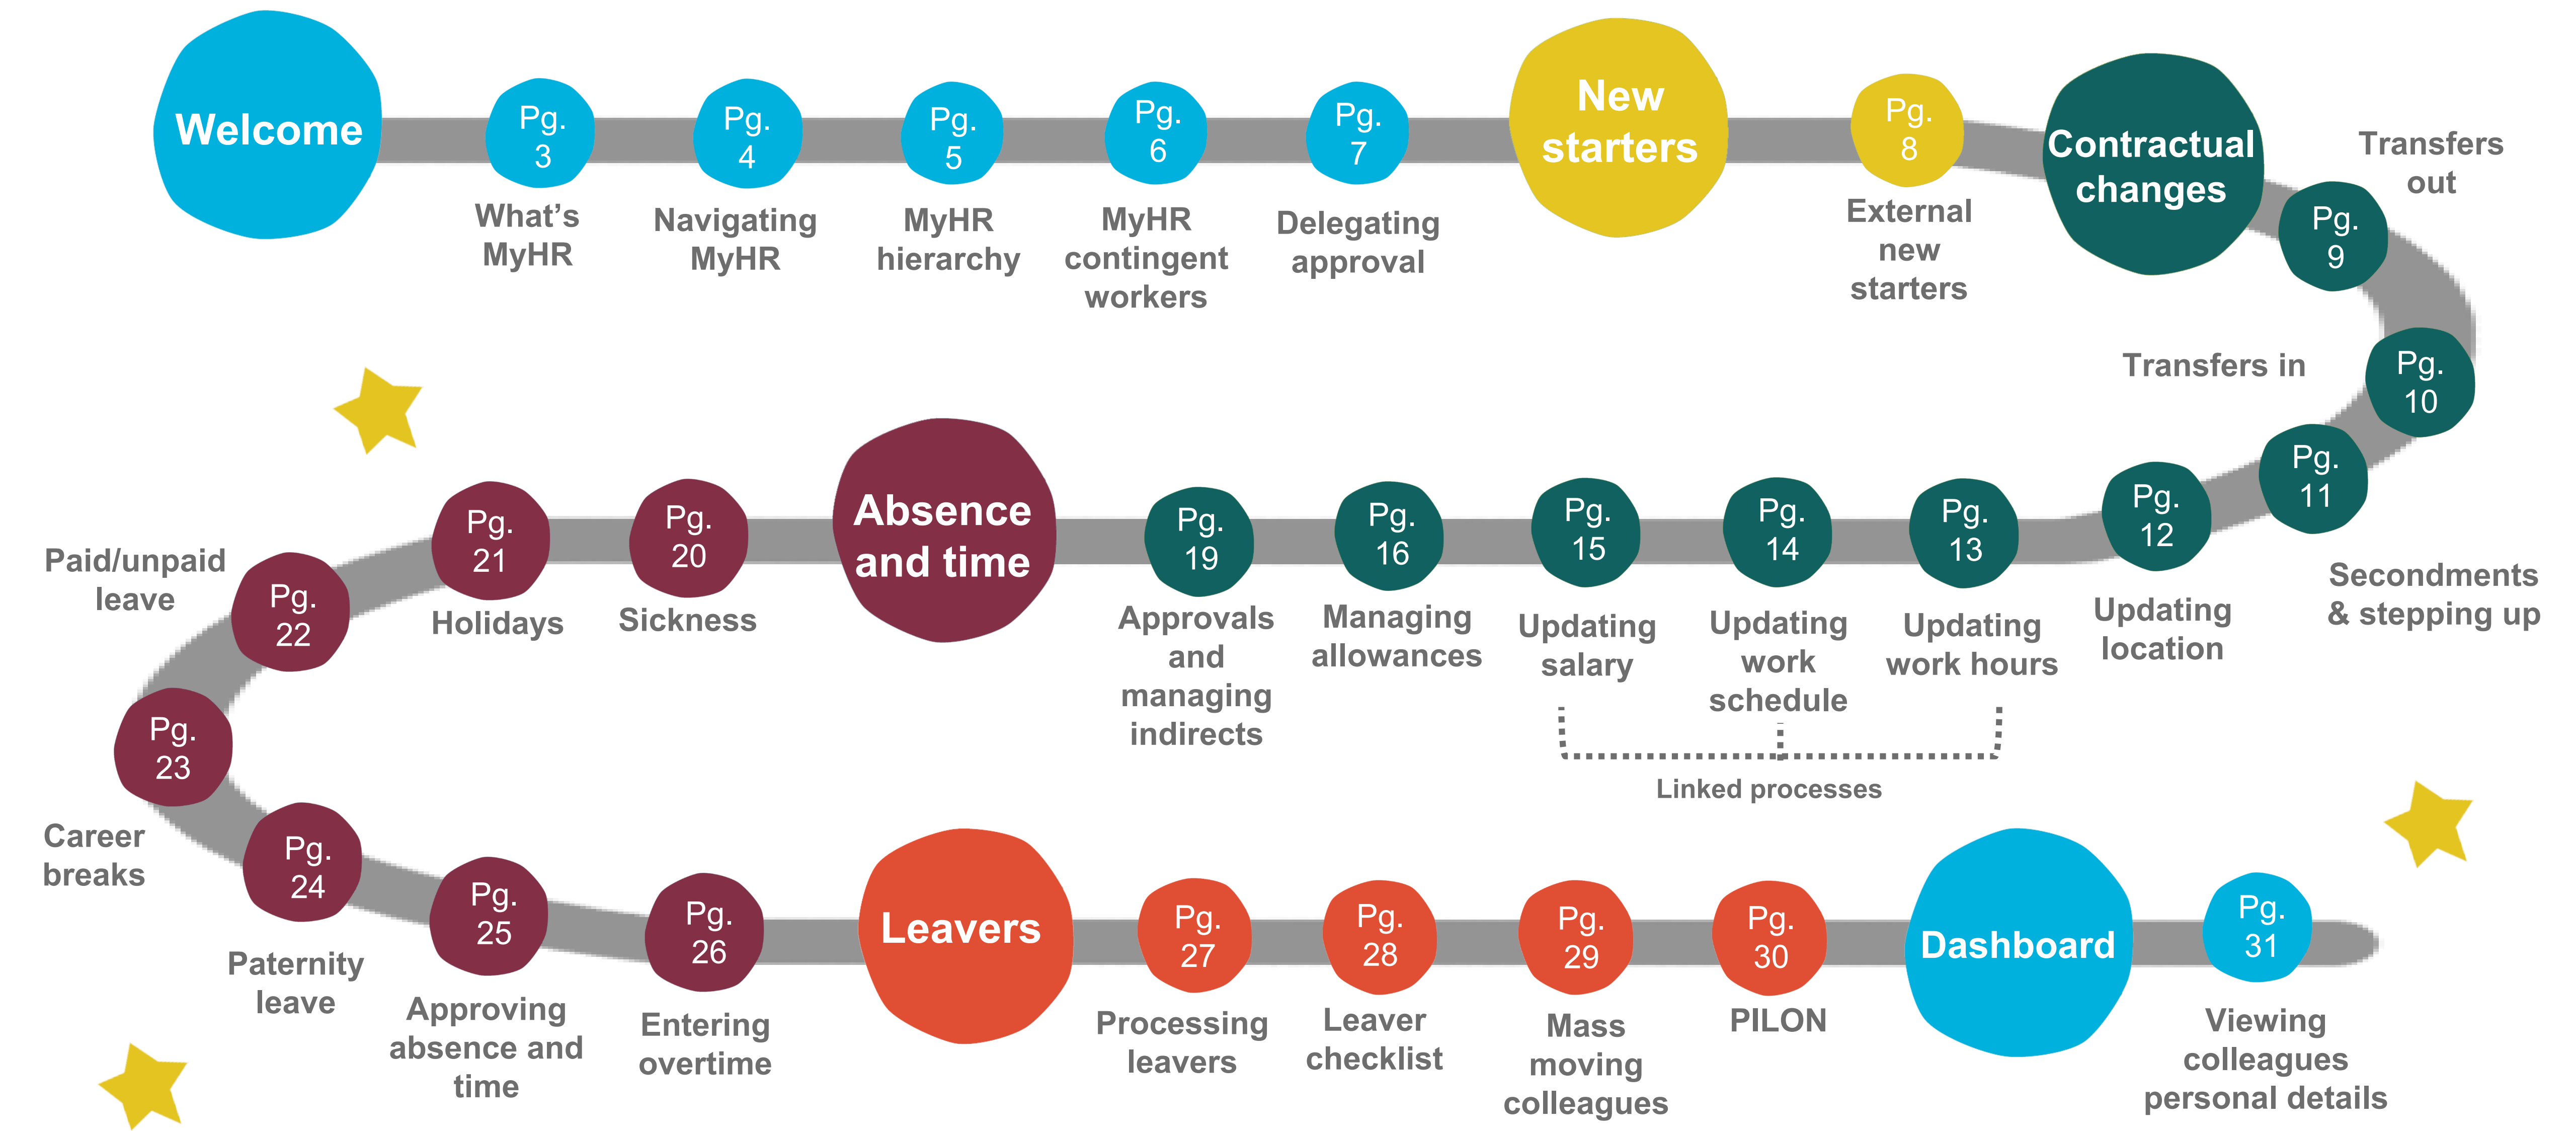 Welcome
Pg.
3
What's
MyHR
Pg.
4
Navigating
MyHR
Pg.
5
MyHR
hierarchy
Pg.
6
MyHR
contingent
workers
Pg.
7
Delegating
approval
New
starters
Pg.
8
External
new
starters
Contractual
changes
Pg.
9
Transfers
out
Pg.
10
Transfers in
Pg.
11
Secondments
& stepping up
Pg.
12
Updating
location
Pg.
13
Updating
work hours
Pg.
14
Updating
work
schedule
Pg.
15
Updating
salary
Linked processes
Pg.
16
Managing
allowances
Pg.
19
Approvals
and
managing
indirects
Absence
and time
Pg.
20
Sickness
Pg.
21
Holidays
Pg.
22
Paid/unpaid
leave
Pg.
23
Career
breaks
Pg.
24
Paternity
leave
Pg.
25
Approving
absence and
time
Pg.
26
Entering
overtime
Leavers
Pg.
27
Processing
leavers
Pg.
28
Leaver
checklist
Pg.
29
Mass
moving
colleagues
Pg.
30
PILON
Dashboard
Pg.
31
Viewing
colleagues
personal details